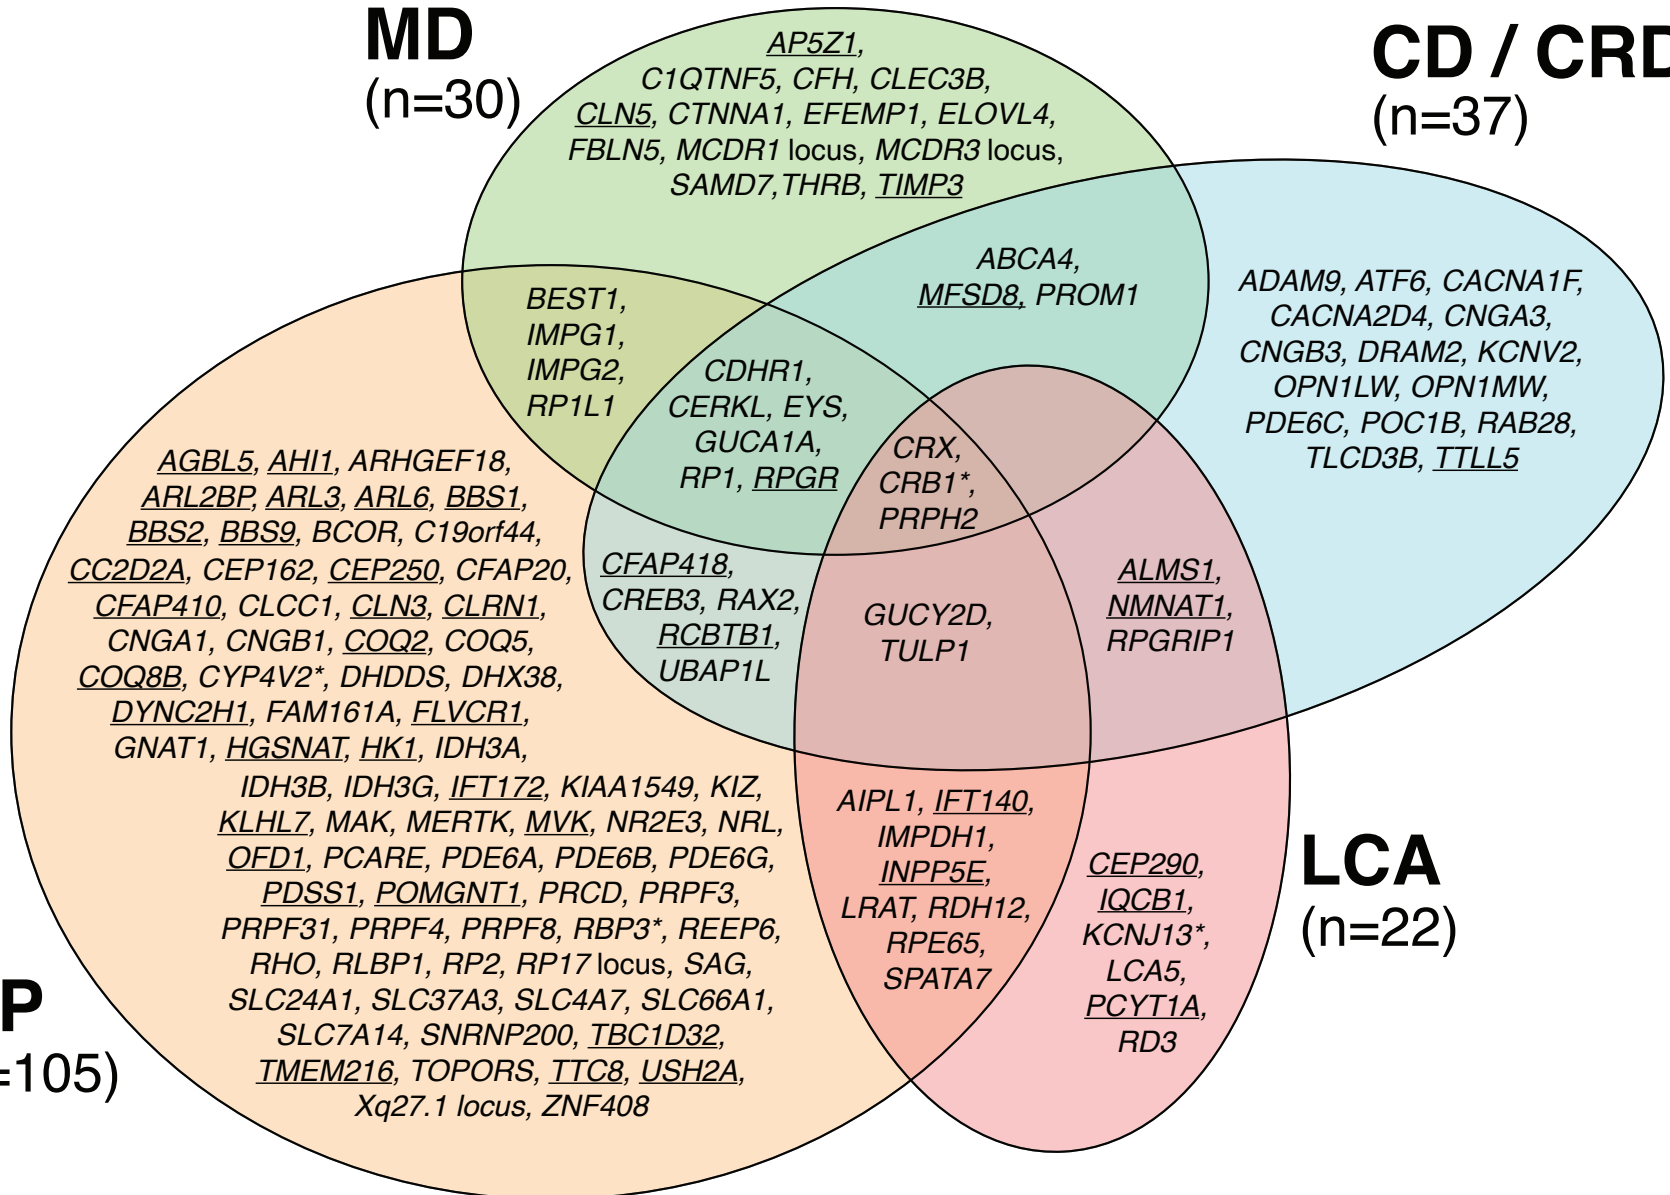 MD
(n=30)
CD / CRD
(n=37)
AP5Z1,
C1QTNF5, CFH, CLEC3B,
CLN5, CTNNA1, EFEMP1, ELOVL4,
FBLN5, MCDR1 locus, MCDR3 locus,
SAMD7,THRB, TIMP3
ABCA4,
MFSD8, PROM1
ADAM9, ATF6, CACNA1F,
CACNA2D4, CNGA3,
CNGB3, DRAM2, KCNV2,
OPN1LW, OPN1MW,
PDE6C, POC1B, RAB28,
TLCD3B, TTLL5
BEST1,
IMPG1,
IMPG2,
RP1L1
CDHR1,
CERKL, EYS,
GUCA1A,
RP1, RPGR
CRX,
CRB1*,
PRPH2
AGBL5, AHI1, ARHGEF18,
ARL2BP, ARL3, ARL6, BBS1,
BBS2, BBS9, BCOR, C19orf44,
CC2D2A, CEP162, CEP250, CFAP20,
CFAP410, CLCC1, CLN3, CLRN1,
CNGA1, CNGB1, COQ2, COQ5,
COQ8B, CYP4V2*, DHDDS, DHX38,
DYNC2H1, FAM161A, FLVCR1,
GNAT1, HGSNAT, HK1, IDH3A,
IDH3B, IDH3G, IFT172, KIAA1549, KIZ,
KLHL7, MAK, MERTK, MVK, NR2E3, NRL,
OFD1, PCARE, PDE6A, PDE6B, PDE6G,
PDSS1, POMGNT1, PRCD, PRPF3,
PRPF31, PRPF4, PRPF8, RBP3*, REEP6,
RHO, RLBP1, RP2, RP17 locus, SAG,
SLC24A1, SLC37A3, SLC4A7, SLC66A1,
SLC7A14, SNRNP200, TBC1D32,
TMEM216, TOPORS, TTC8, USH2A,
Xq27.1 locus, ZNF408
CFAP418,
CREB3, RAX2,
RCBTB1,
UBAP1L
GUCY2D,
TULP1
ALMS1,
NMNAT1,
RPGRIP1
AIPL1, IFT140,
IMPDH1,
INPP5E,
LRAT, RDH12,
RPE65,
SPATA7
CEP290,
IQCB1,
KCNJ13*,
LCA5,
PCYT1A,
RD3
LCA
(n=22)
P
=105)